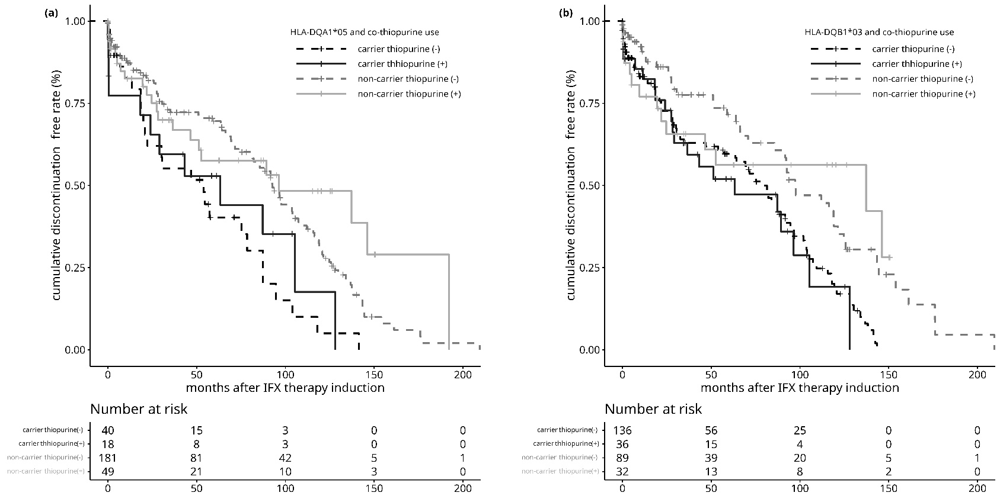 (a)
HLA-DQA1*05 and co-thiopurine use
carrier thiopurine (-)
carrier thhiopurine (+)
non-carrier thiopurine (-)
non-carrier thiopurine (+)
cumulative discontinuation free rate (%)
1.00
0.75
0.50
0.25
0.00
0 50 100 150 200
months after IFX therapy induction
Number at risk
carrier thiopurine(-) 40 15 3 0 0
carrier thhiopurine(+) 18 8 3 0 0
non-carrier thiopurine(-) 181 81 42 5 1
non-carrier thiopurine(+) 49 21 10 3 0
0 50 100 150 200
(b)
HLA-DQB1*03 and co-thiopurine use
carrier thiopurine (-)
carrier thhiopurine (+)
non-carrier thiopurine (-)
non-carrier thiopurine (+)
cumulative discontinuation free rate (%)
1.00
0.75
0.50
0.25
0.00
0 50 100 150 200
months after IFX therapy induction
Number at risk
carrier thiopurine(-) 136 56 25 0 0
carrier thhiopurine(+) 36 15 4 0 0
non-carrier thiopurine(-) 89 39 20 5 1
non-carrier thiopurine(+) 32 13 8 2 0
0 50 100 150 200